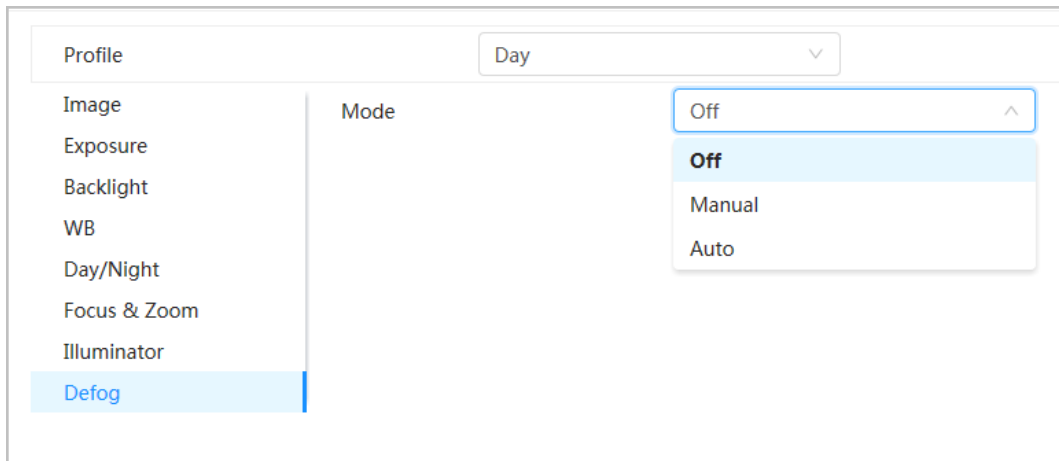 Profile Day
Image Mode Off
Exposure
Backlight
WB
Day/Night
Focus & Zoom
Illuminator
Defog
Off
Manual
Auto